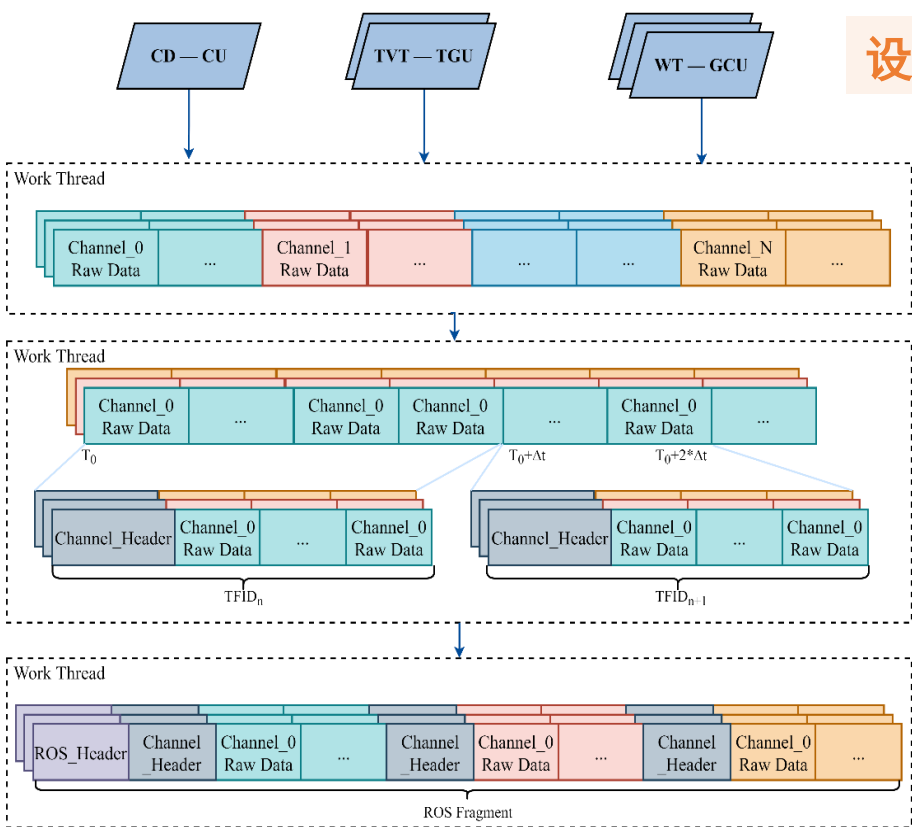 CD — CU
TVT — TGU
WT — GCU
设
Work Thread
Channel_0
Raw Data
...
Channel_1
Raw Data
...
...
...
Channel_N
Raw Data
...
Work Thread
Channel_0
Raw Data
...
Channel_0
Raw Data
Channel_0
Raw Data
...
Channel_0
Raw Data
...
T0
T0+Δt
T0+2*Δt
Channel_Header
Channel_0
Raw Data
...
Channel_0
Raw Data
TFIDn
Channel_Header
Channel_0
Raw Data
...
Channel_0
Raw Data
TFIDn+1
Work Thread
ROS_Header
Channel
_Header
Channel_0
Raw Data
...
Channel
_Header
Channel_0
Raw Data
...
Channel
_Header
Channel_0
Raw Data
...
ROS Fragment